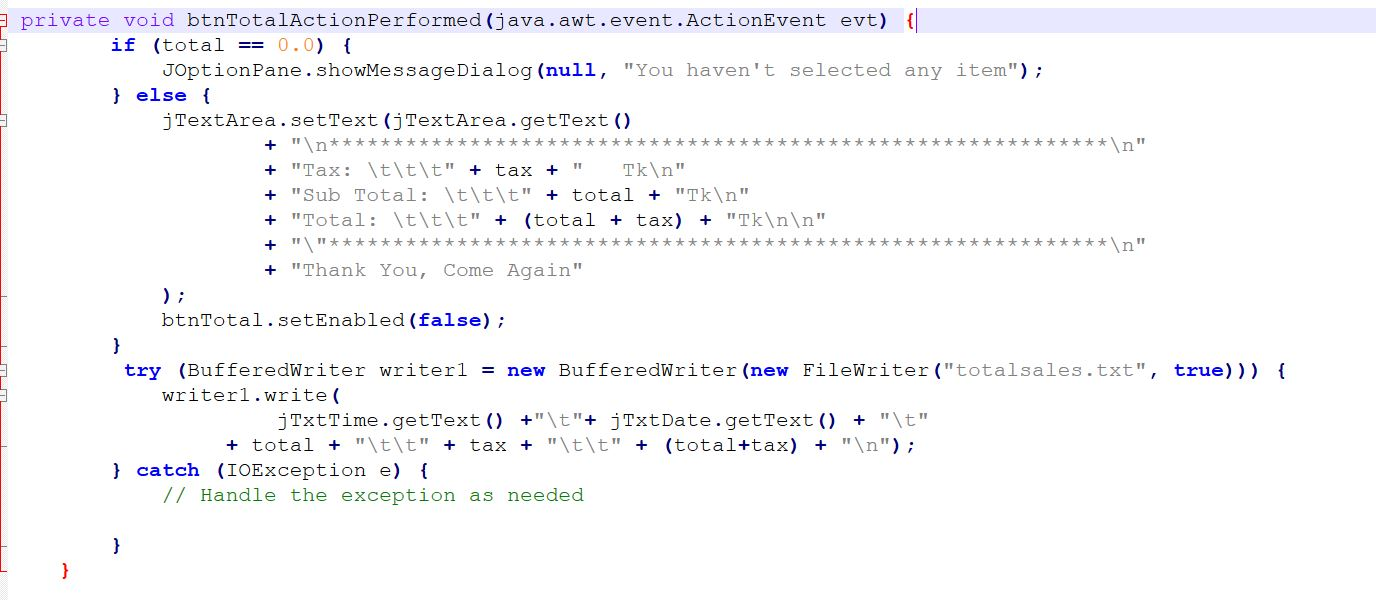 private void btnTotalActionPerformed(java.awt.event.ActionEvent evt) {
if (total == 0.0) {
JOptionPane.showMessageDialog(null, "You haven't selected any item");
} else {
jTextArea.setText(jTextArea.getText()
+ "\n*************************************************************\n"
+ "Tax: \t\t\t" + tax + "   Tk\n"
+ "Sub Total: \t\t\t" + total + "Tk\n"
+ "Total: \t\t\t" + (total + tax) + "Tk\n\n"
+ "\"*************************************************************\n"
+ "Thank You, Come Again"
);
btnTotal.setEnabled(false);
}
try (BufferedWriter writer1 = new BufferedWriter(new FileWriter("totalsales.txt", true))) {
writer1.write(
jTxtTime.getText() +"\t"+ jTxtDate.getText() + "\t"
+ total + "\t\t" + tax + "\t\t" + (total+tax) + "\n");
} catch (IOException e) {
// Handle the exception as needed
}
}